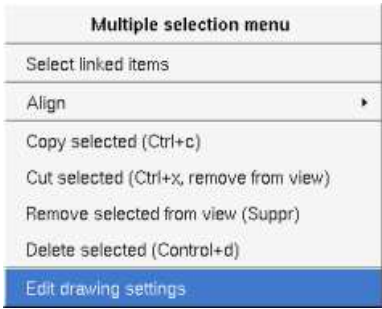 Multiple selection menu
Select linked items
Align
Copy selected (Ctrl+c)
Cut selected (Ctrl+x, remove from view)
Remove selected from view (Suppr)
Delete selected (Control+d)
Edit drawing settings